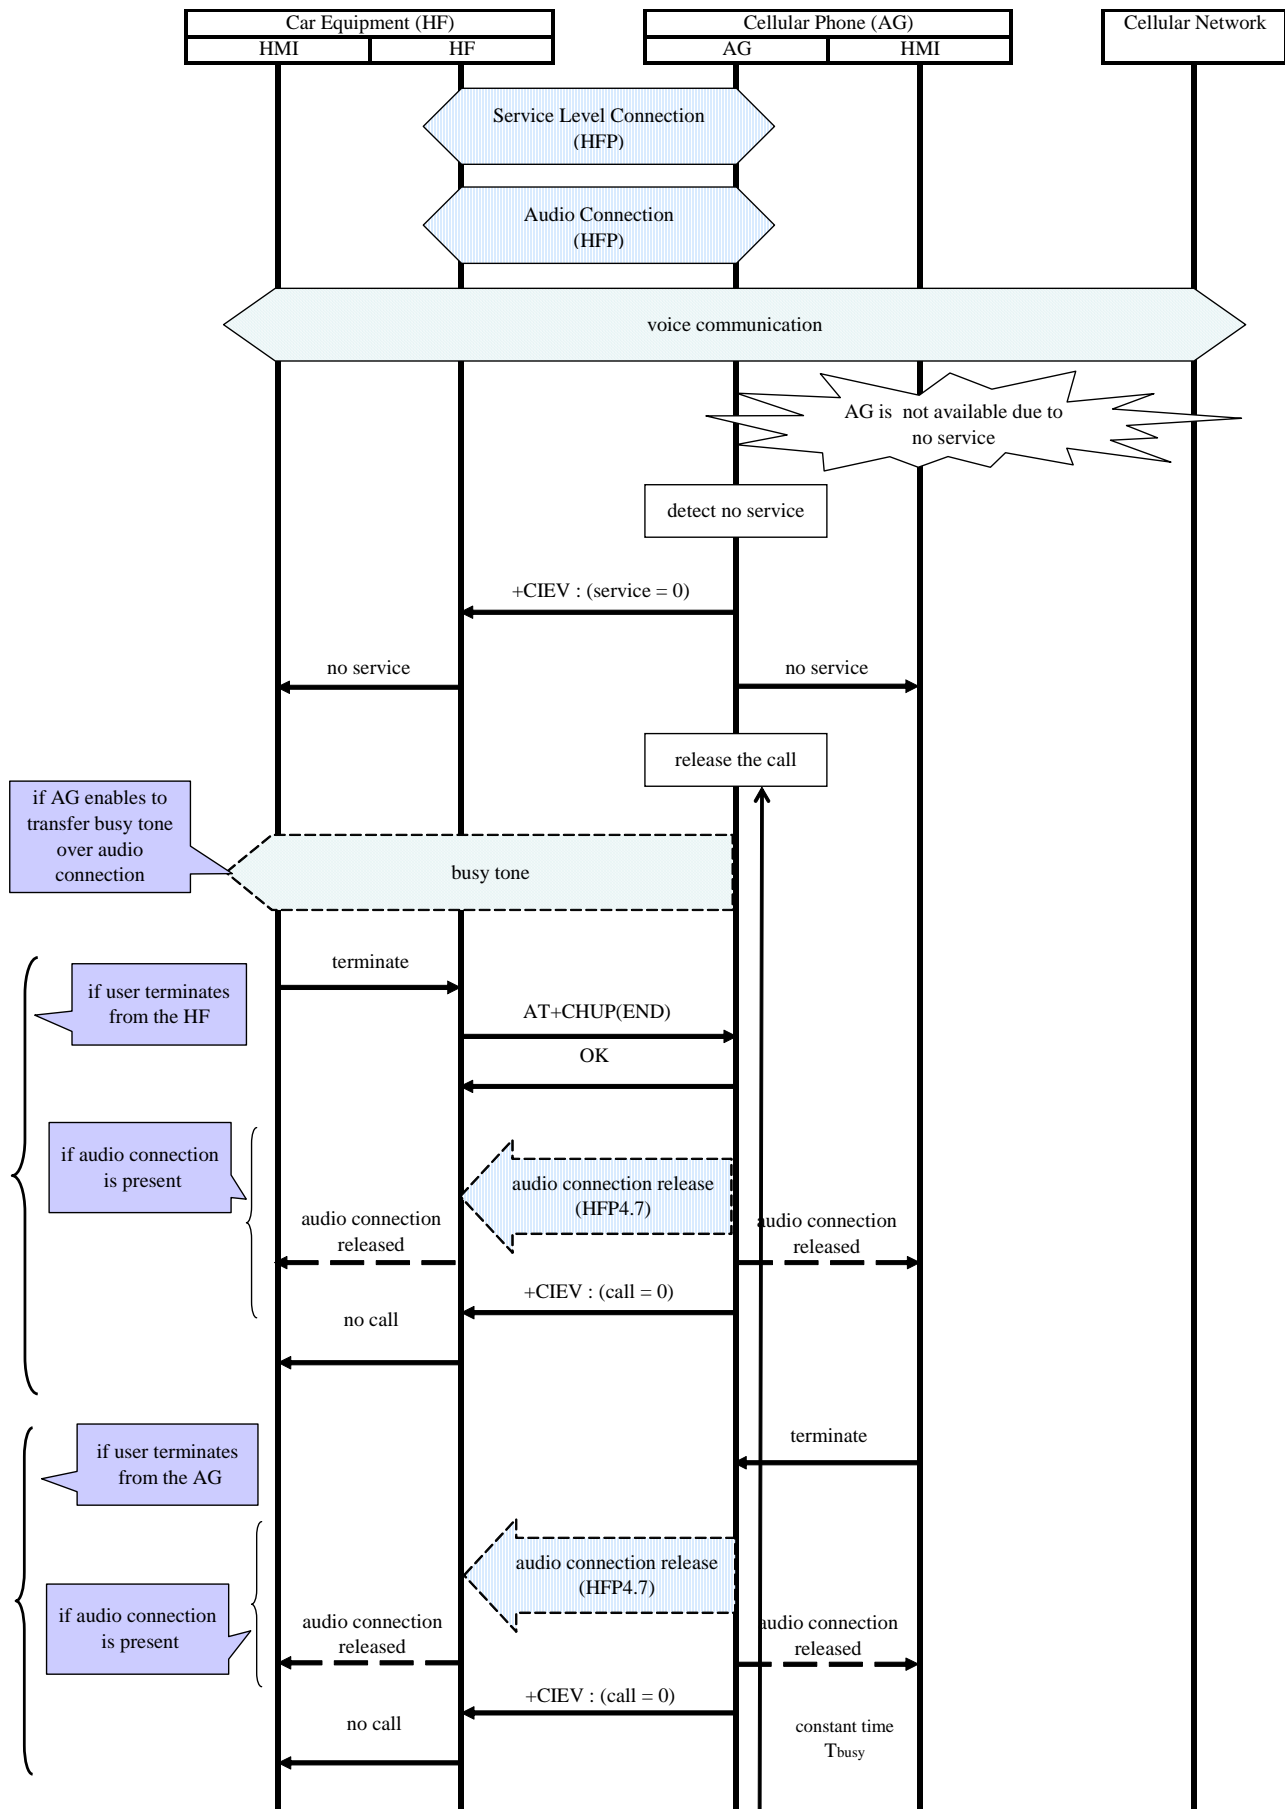 Car Equipment (HF)
Cellular Phone (AG)
Cellular Network
HMI
HF
AG
HMI
Service Level Connection
(HFP)
Audio Connection
(HFP)
voice communication
AG is not available due to
no service
detect no service
+CIEV : (service = 0)
no service
no service
release the call
if AG enables to
transfer busy tone
over audio
connection
busy tone
terminate
if user terminates
from the HF
AT+CHUP(END)
OK
if audio connection
is present
audio connection release
(HFP4.7)
audio connection
released
audio connection
released
+CIEV : (call = 0)
no call
if user terminates
from the AG
terminate
audio connection release
(HFP4.7)
if audio connection
is present
audio connection
released
audio connection
released
+CIEV : (call = 0)
no call
constant time
Tbusy